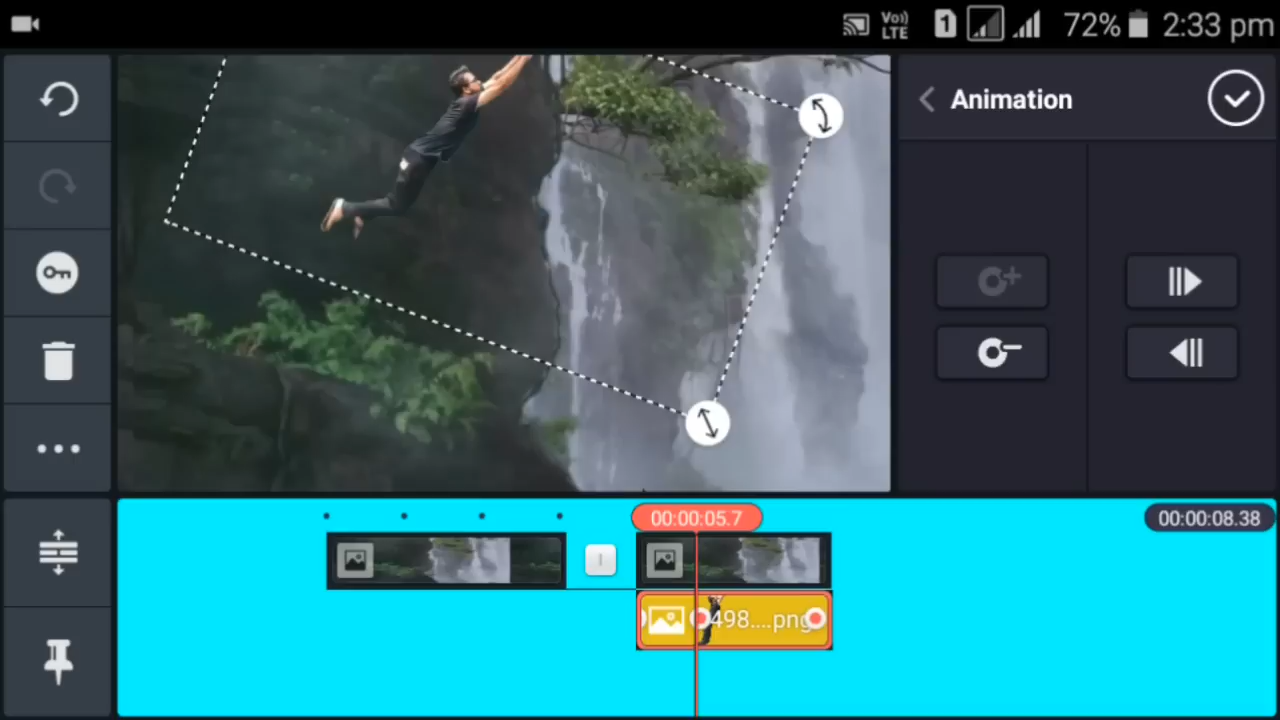 Vo)) LTE 1 72% 2:33 pm
Animation
00:00:05.7
00:00:08.38
498....png